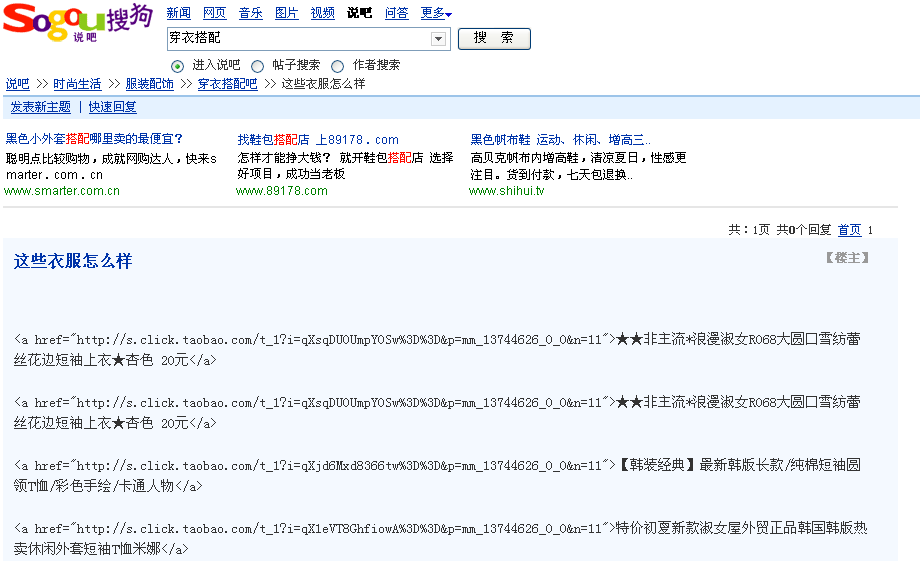 Sogou搜狗
说吧
新闻 网页 音乐 图片 视频 说吧 问答 更多
穿衣搭配
搜 索
进入说吧 帖子搜索 作者搜索
说吧 >> 时尚生活 >> 服装配饰 >> 穿衣搭配吧 >> 这些衣服怎么样
发表新主题 | 快速回复
黑色小外套搭配哪里卖的最便宜？
聪明点比较购物，成就网购达人，快来s
marter．com．cn
www.smarter.com.cn
找鞋包搭配店 上89178．com
怎样才能挣大钱？ 就开鞋包搭配店 选择
好项目，成功当老板
www.89178.com
黑色帆布鞋 运动、休闲、增高三..
高贝克帆布内增高鞋，清凉夏日，性感更
注目。货到付款，七天包退换..
www.shihui.tv
共：1页 共0个回复 首页 1
这些衣服怎么样
【楼主】
<a href="http://s.click.taobao.com/t_1?i=qXsqDUOUmpYOSw%3D%3D&p=mm_13744626_0_0&n=11">★★非主流*浪漫淑女R068大圆口雪纺蕾
丝花边短袖上衣★杏色 20元</a>
<a href="http://s.click.taobao.com/t_1?i=qXsqDUOUmpYOSw%3D%3D&p=mm_13744626_0_0&n=11">★★非主流*浪漫淑女R068大圆口雪纺蕾
丝花边短袖上衣★杏色 20元</a>
<a href="http://s.click.taobao.com/t_1?i=qXjd6Mxd8366tw%3D%3D&p=mm_13744626_0_0&n=11">【韩装经典】最新韩版长款/纯棉短袖圆
领T恤/彩色手绘/卡通人物</a>
<a href="http://s.click.taobao.com/t_1?i=qX1eVT8GhfiowA%3D%3D&p=mm_13744626_0_0&n=11">特价初夏新款淑女屋外贸正品韩国韩版热
卖休闲外套短袖T恤米娜</a>